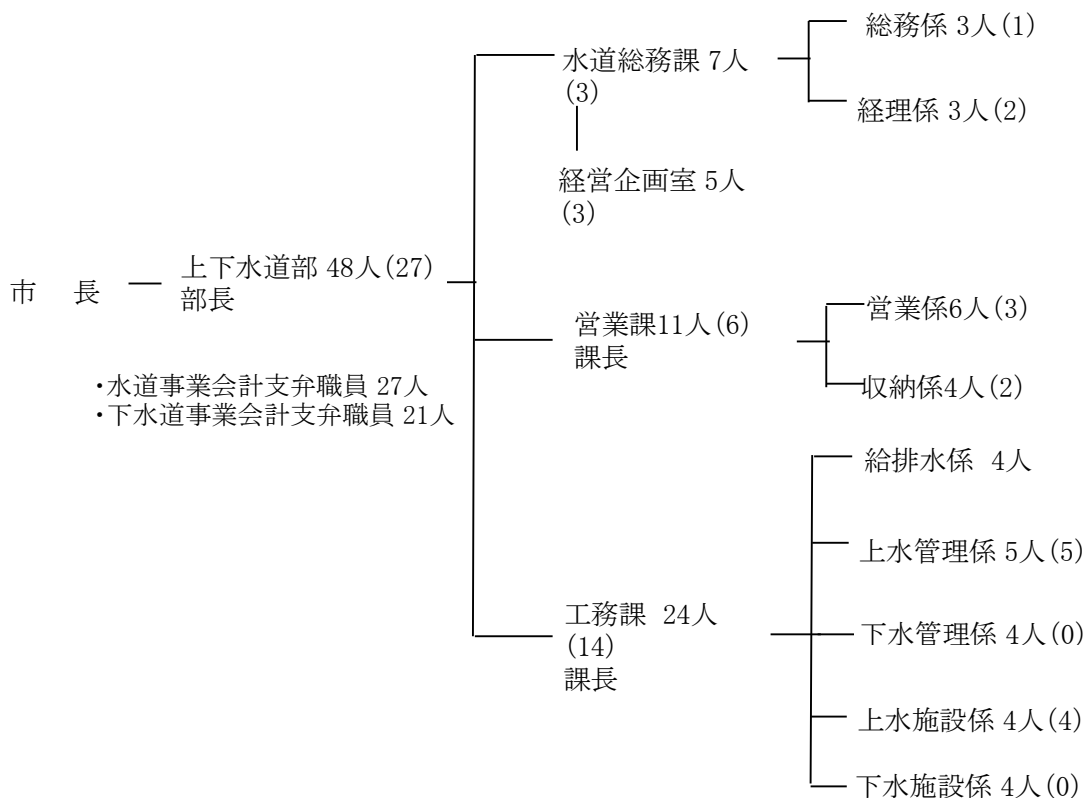 市　長
上下水道部 48人(27)
部長
・水道事業会計支弁職員 27人
・下水道事業会計支弁職員 21人
水道総務課 7人
(3)
総務係 3人(1)
経理係 3人(2)
経営企画室 5人
(3)
営業課11人(6)
課長
営業係6人(3)
収納係4人(2)
工務課 24人
(14)
課長
給排水係 4人
上水管理係 5人(5)
下水管理係 4人(0)
上水施設係 4人(4)
下水施設係 4人(0)